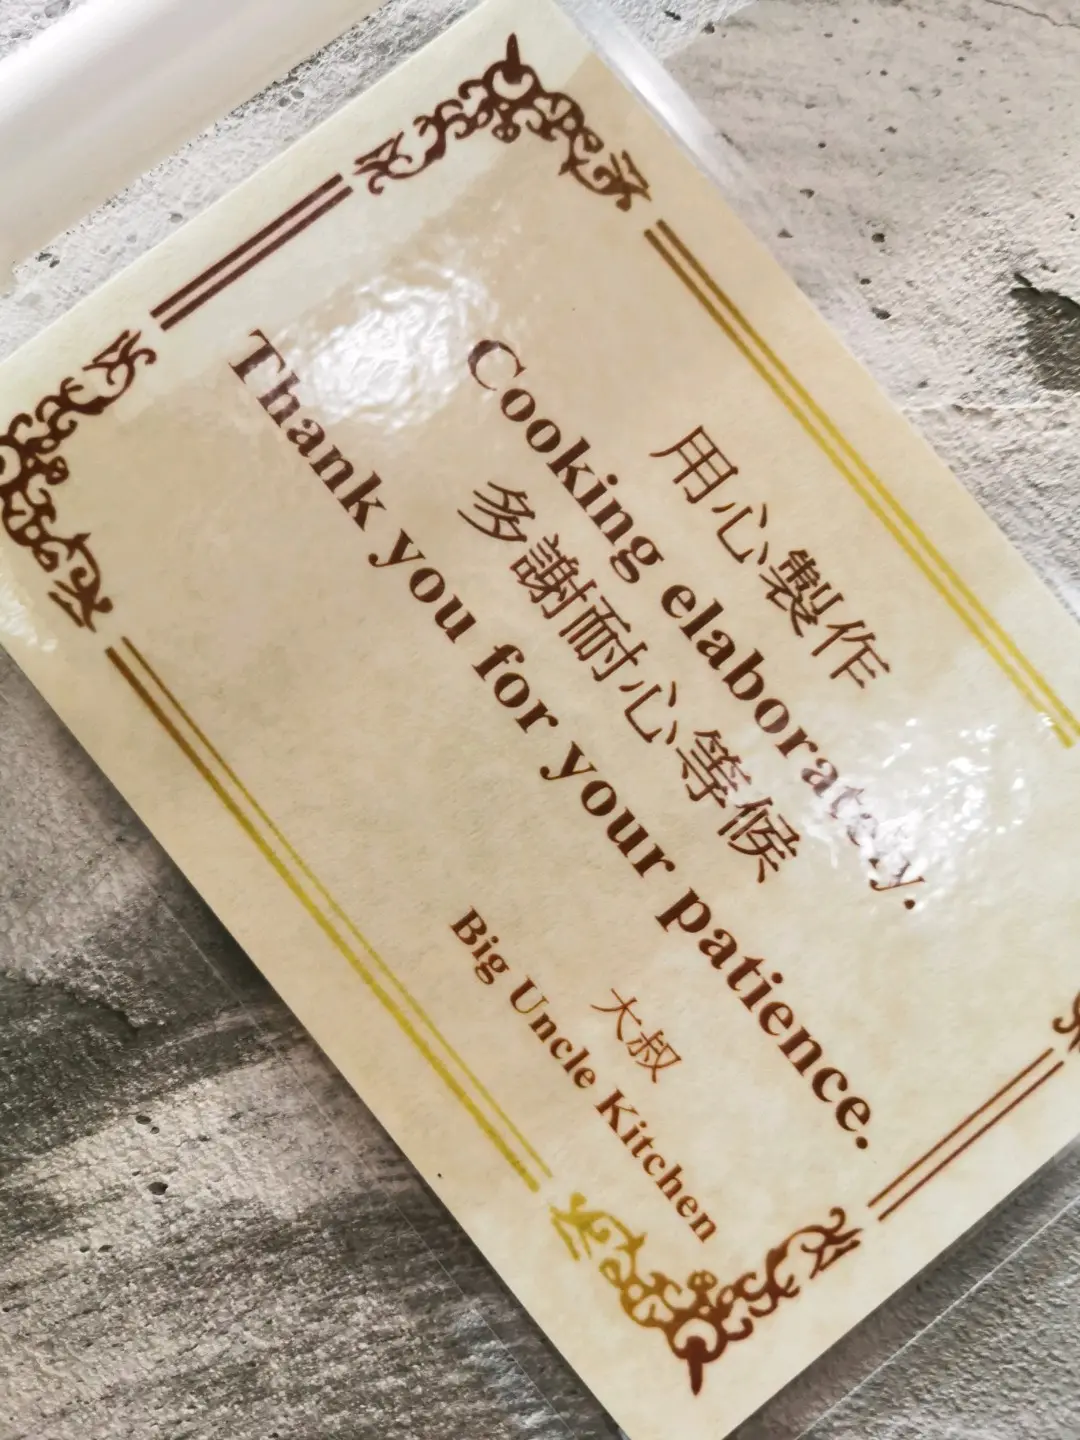 用心製作
Cooking elaborately.
多謝耐心等候
Thank you for your patience.
大叔
Big Uncle Kitchen